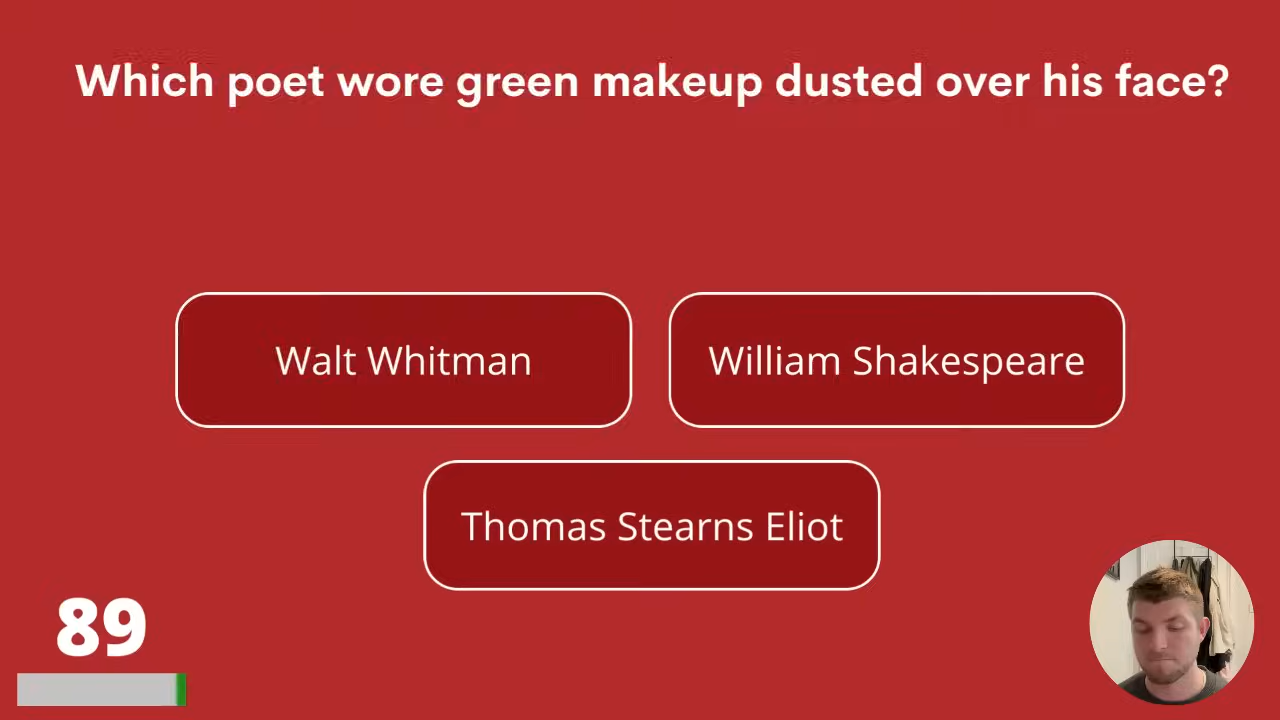 Which poet wore green makeup dusted over his face?
Walt Whitman
William Shakespeare
Thomas Stearns Eliot
89